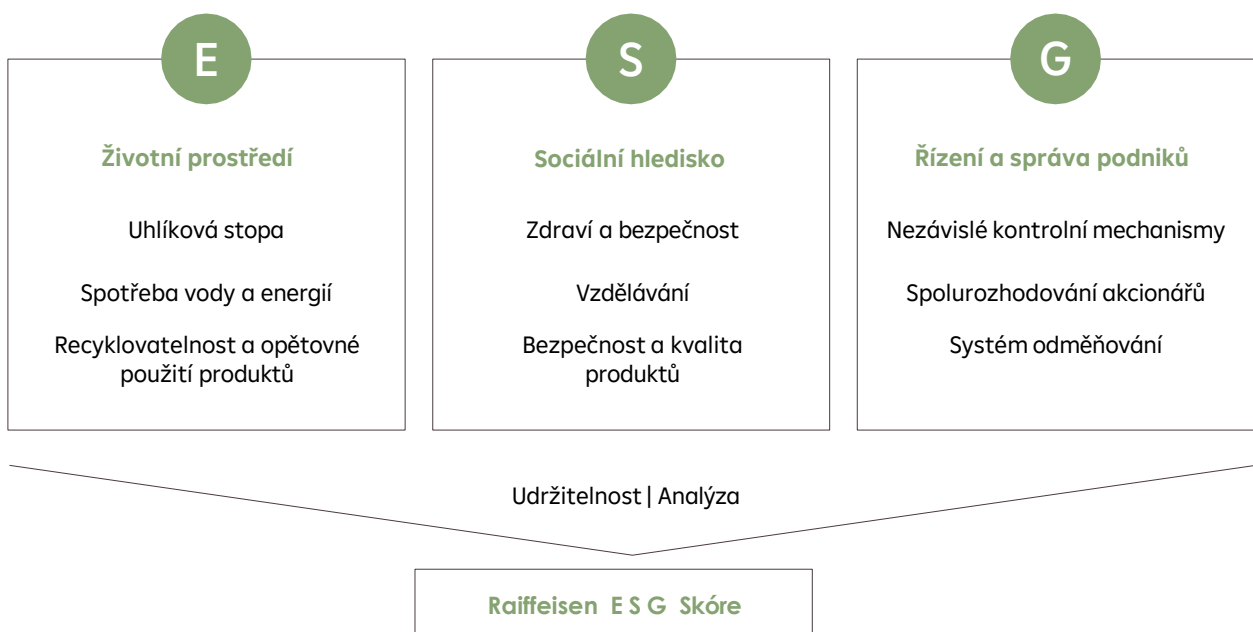 E
Životní prostředí
Uhlíková stopa
Spotřeba vody a energií
Recyklovatelnost a opětovné
použití produktů
S
Sociální hledisko
Zdraví a bezpečnost
Vzdělávání
Bezpečnost a kvalita
produktů
G
Řízení a správa podniků
Nezávislé kontrolní mechanismy
Spolurozhodování akcionářů
Systém odměňování
Udržitelnost | Analýza
Raiffeisen E S G Skóre